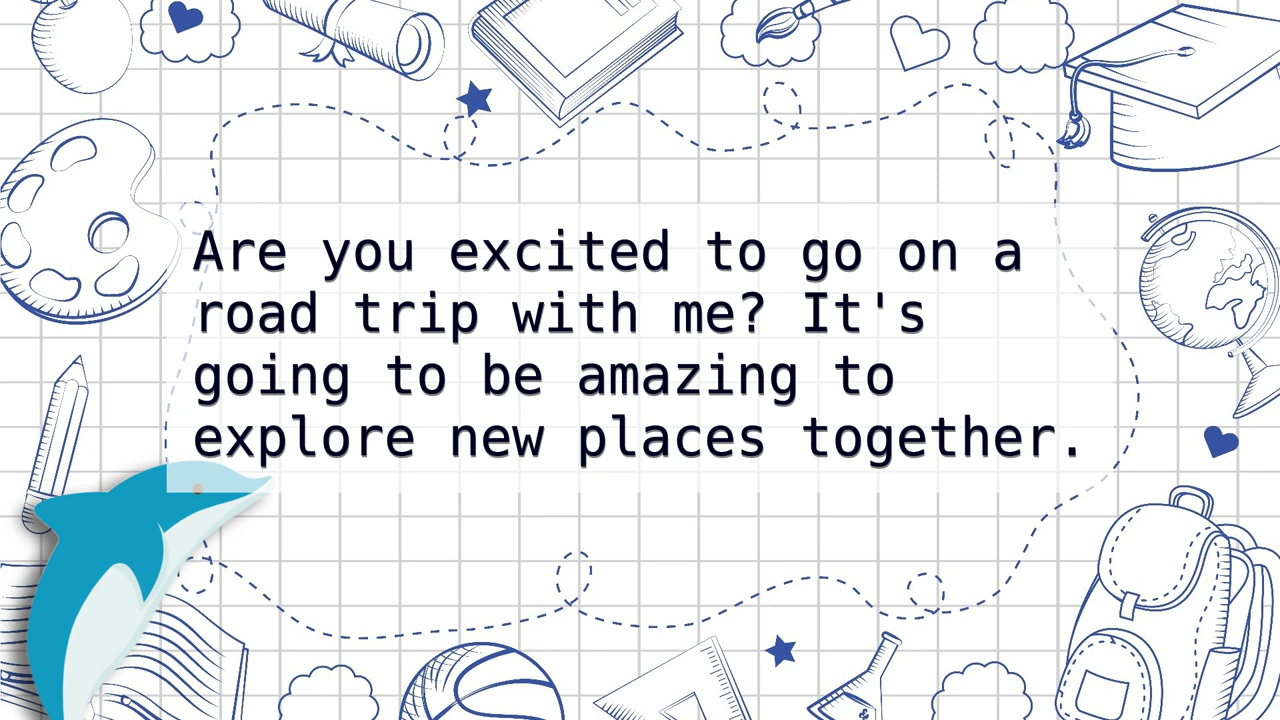 Are you excited to go on a
road trip with me? It's
going to be amazing to
explore new places together.